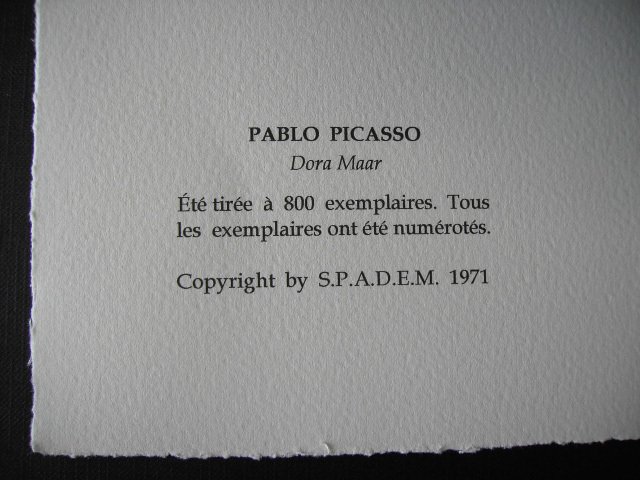 PABLO PICASSO
Dora Maar
Été tirée à 800 exemplaires. Tous
les exemplaires ont été numérotés.
Copyright by S.P.A.D.E.M. 1971